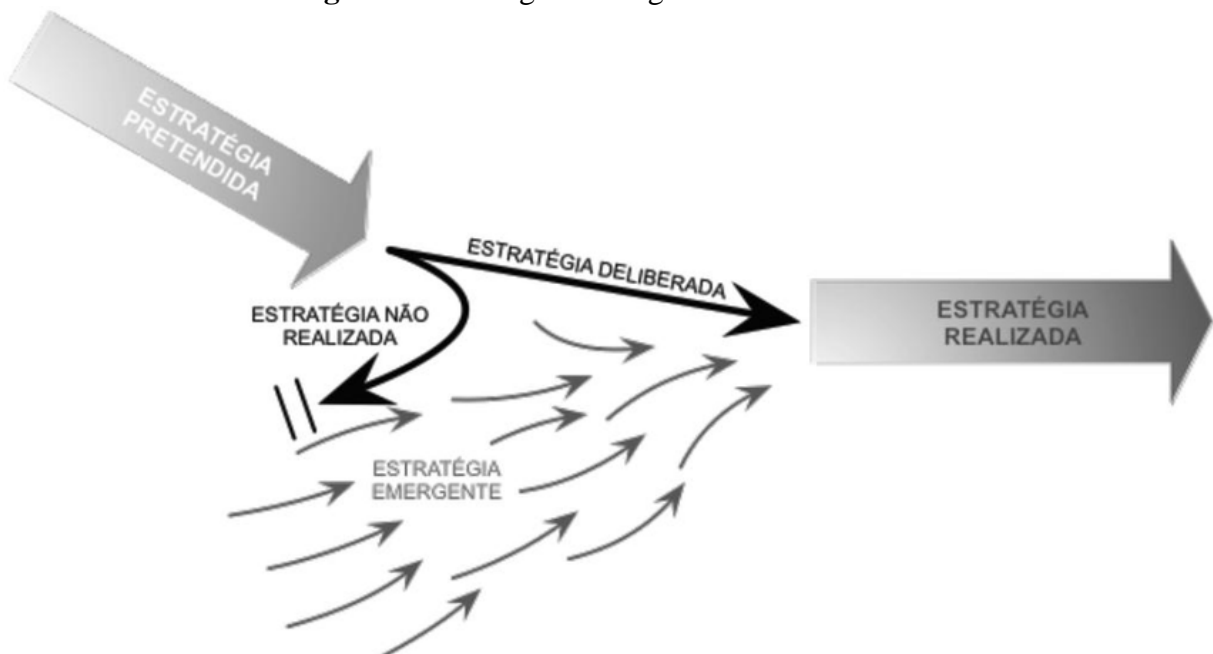 ESTRATÉGIA
PRETENDIDA
ESTRATÉGIA DELIBERADA
ESTRATÉGIA NÃO
REALIZADA
ESTRATÉGIA
REALIZADA
ESTRATÉGIA
EMERGENTE